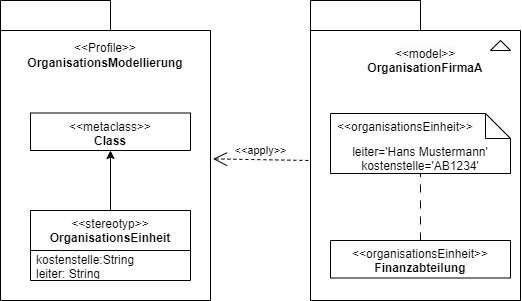 <<Profile>>
OrganisationsModellierung
<<metaclass>>
Class
<<stereotyp>>
OrganisationsEinheit
kostenstelle:String
leiter: String
<<apply>>
<<model>>
OrganisationFirmaA
<<organisationsEinheit>>
leiter='Hans Mustermann'
kostenstelle='AB1234'
<<organisationsEinheit>>
Finanzabteilung